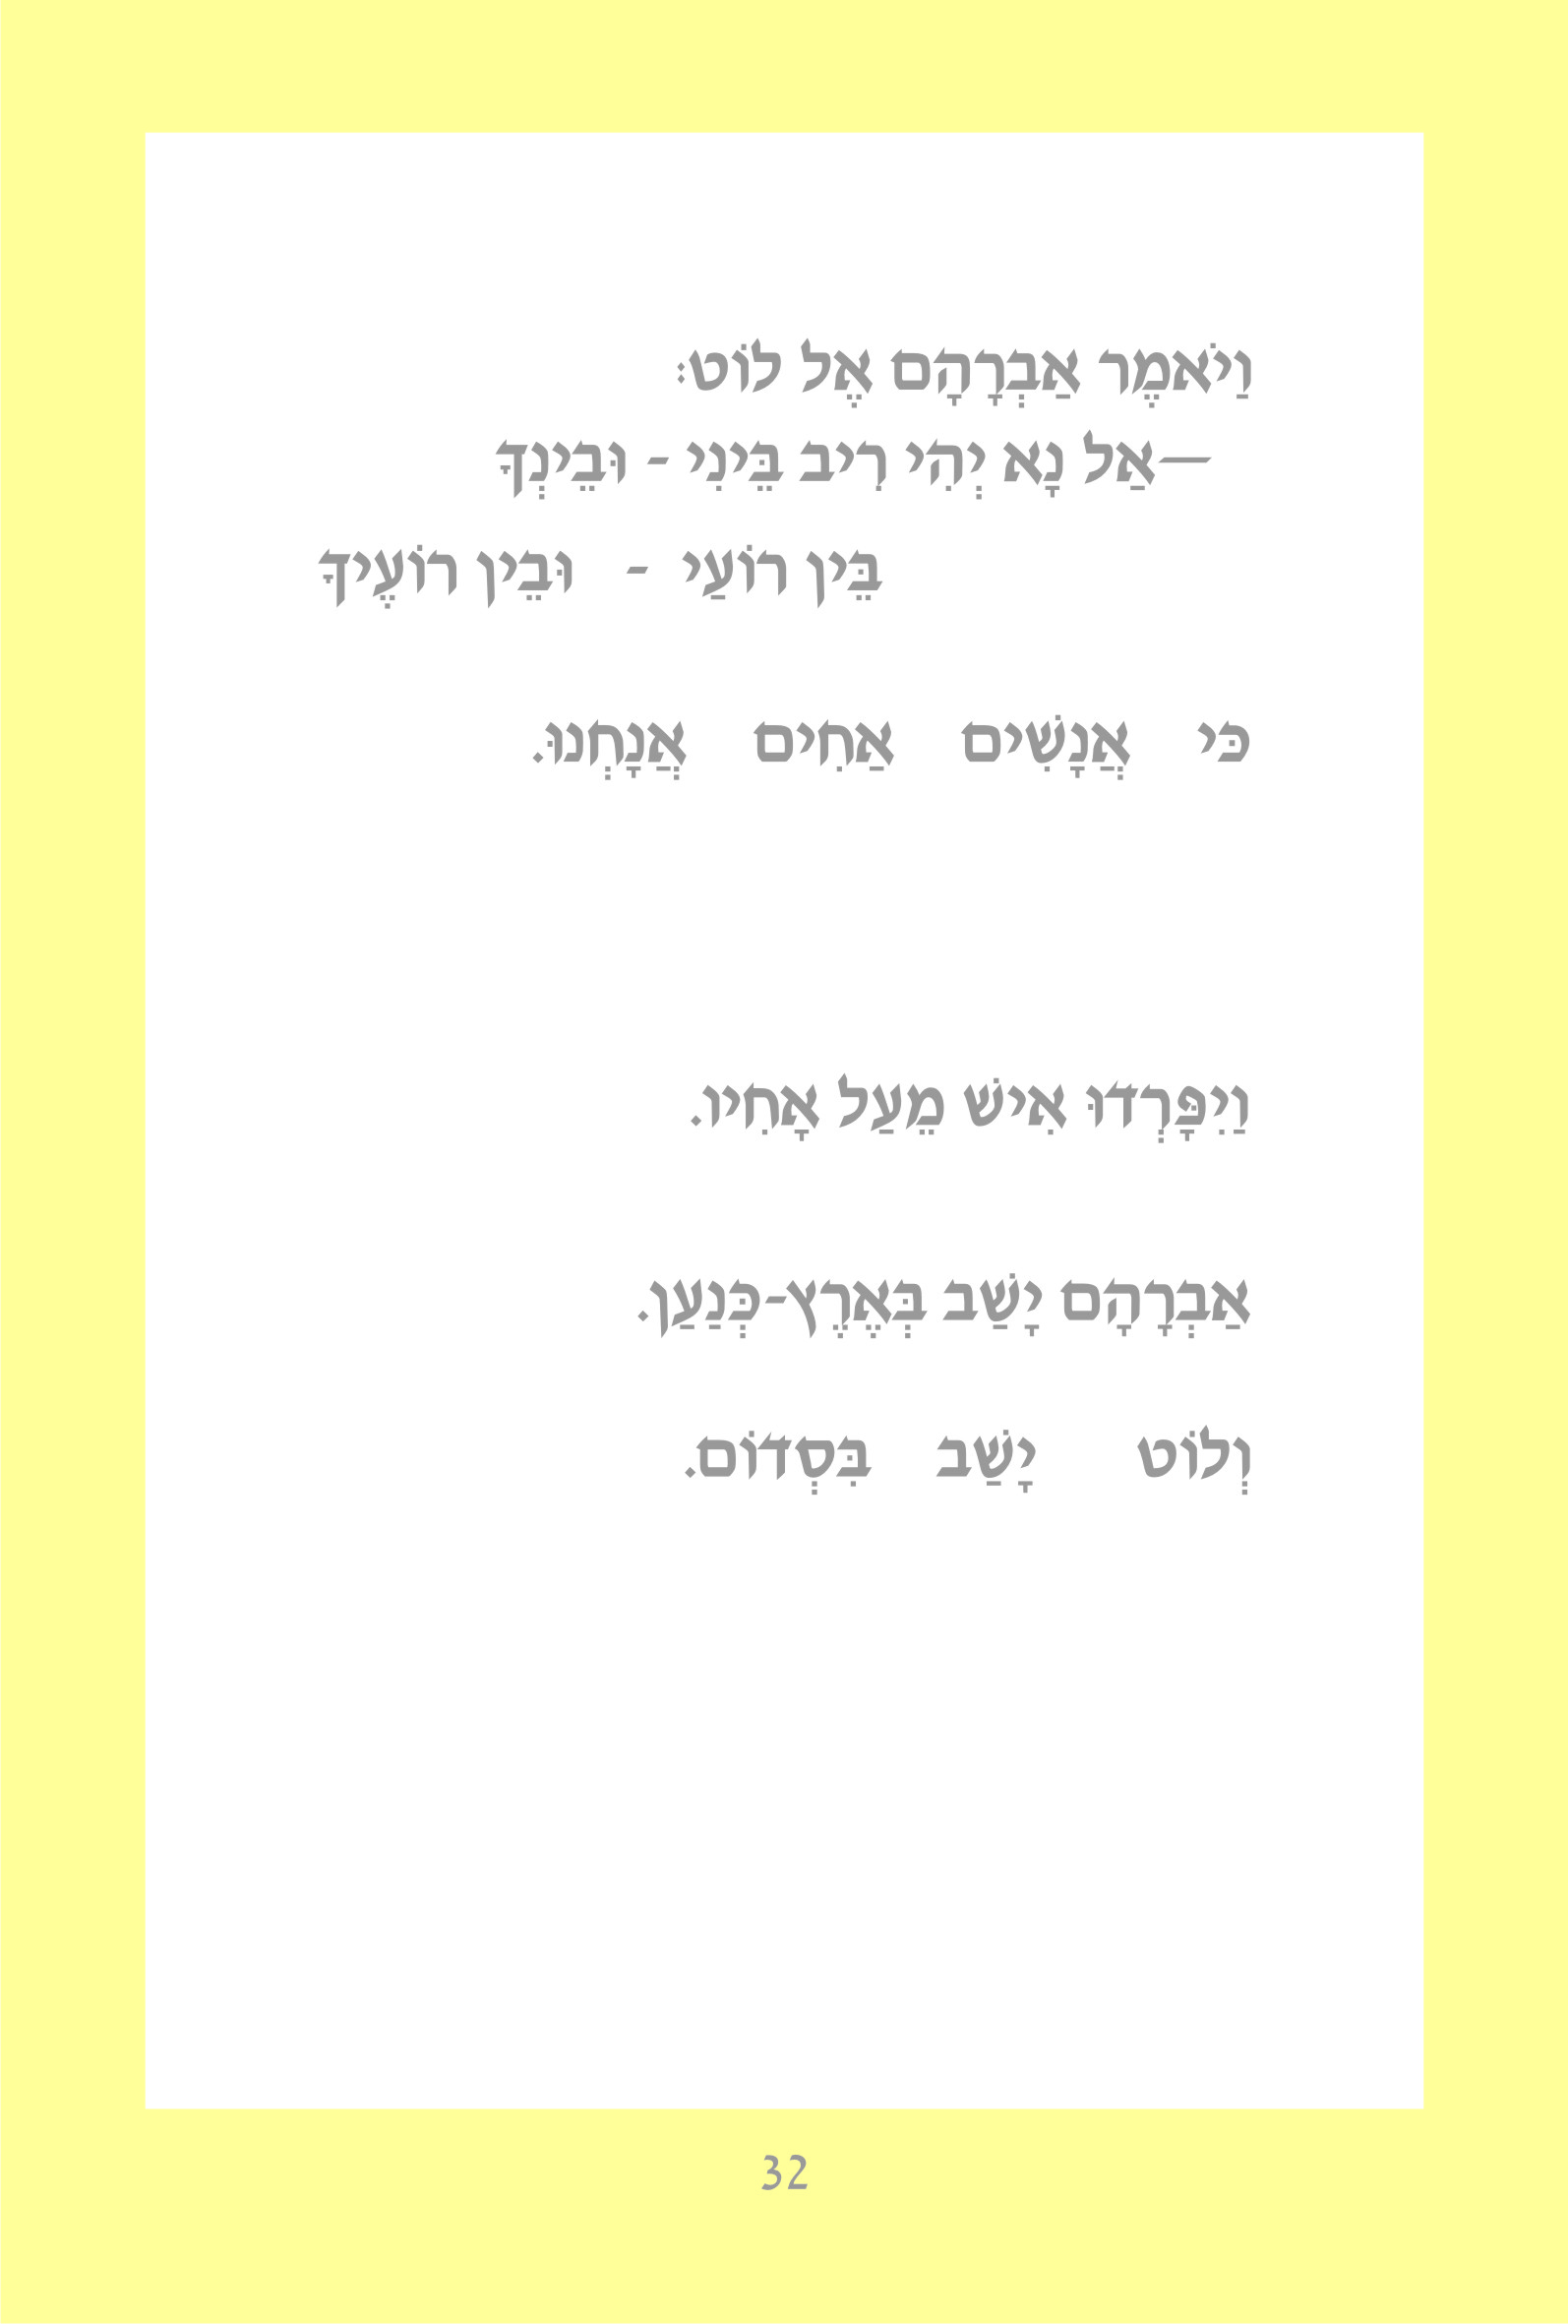 וַיֹּאמֶר אַבְרָהָם אֶל לוֹט:
—אַל נָא יְהִי רִיב בֵּינִי - וּבֵינְךָ
בֵּין רוֹעַי - וּבֵין רוֹעֶיךָ
כִּי אֲנָשִׁים אַחִים אֲנָחְנוּ.
וַיִּפָּרְדוּ אִישׁ מֵעַל אָחִיו.
אַבְרָהָם יָשַׁב בְּאֶרֶץ-כְּנַעַן.
וְלוֹט יָשַׁב בִּסְדוֹם.
32